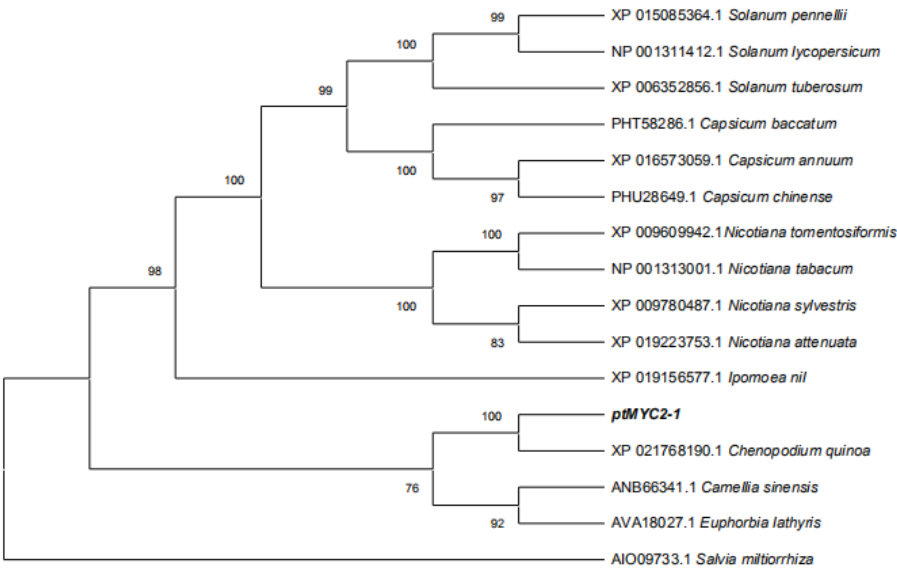 99
XP 015085364.1 Solanum pennellii
100
NP 001311412.1 Solanum lycopersicum
99
XP 006352856.1 Solanum tuberosum
PHT58286.1 Capsicum baccatum
100
XP 016573059.1 Capsicum annuum
100
97
PHU28649.1 Capsicum chinense
100
XP 009609942.1 Nicotiana tomentosiformis
98
NP 001313001.1 Nicotiana tabacum
100
XP 009780487.1 Nicotiana sylvestris
83
XP 019223753.1 Nicotiana attenuata
XP 019156577.1 Ipomoea nil
100
ptMYC2-1
XP 021768190.1 Chenopodium quinoa
76
ANB66341.1 Camellia sinensis
92
AVA18027.1 Euphorbia lathyris
AIO09733.1 Salvia miltiorrhiza